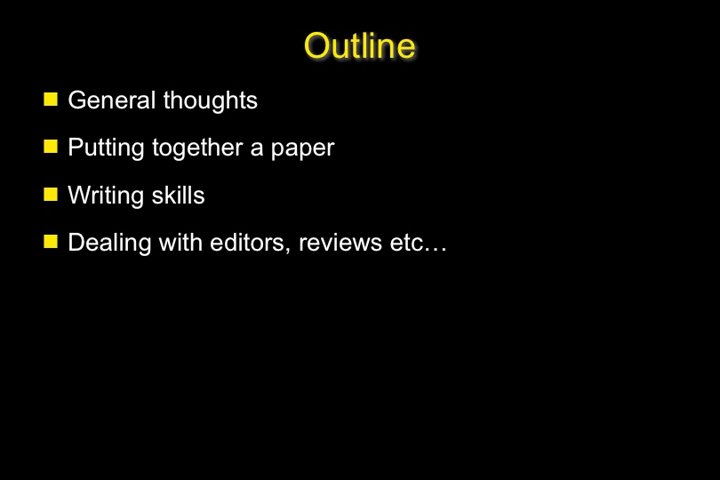 Outline
General thoughts
Putting together a paper
Writing skills
Dealing with editors, reviews etc…